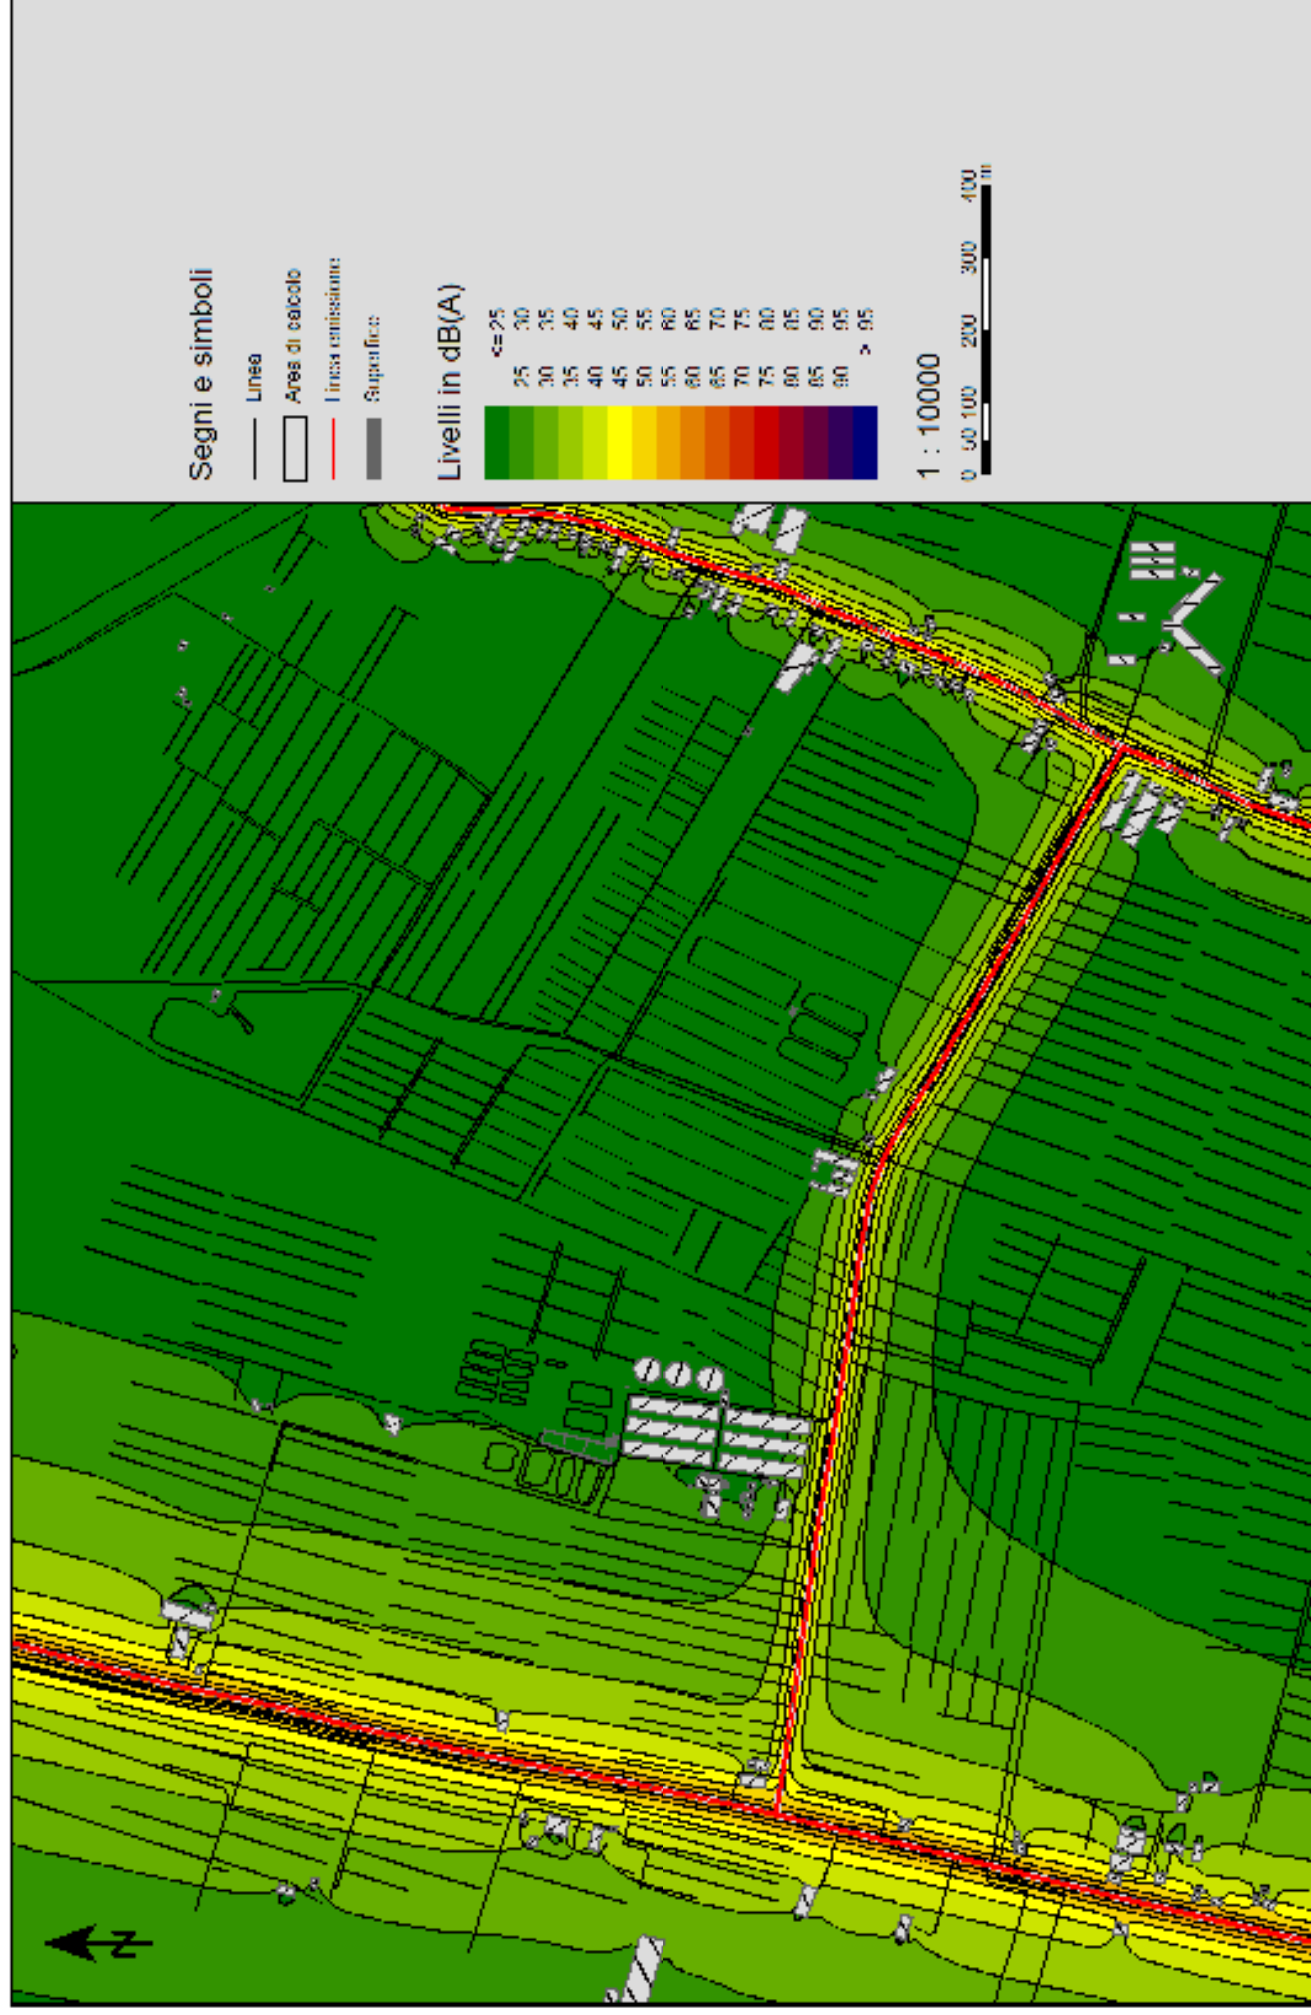 Segni e simboli
Linea
Area di calcolo
Linea emissione
Superfice
Livelli in dB(A)
<= 25
25 30
30 35
35 40
40 45
45 50
50 55
55 60
60 65
65 70
70 75
75 80
80 85
85 90
90 95
> 95
1 : 10000
0 50 100 200 300 400
m
N